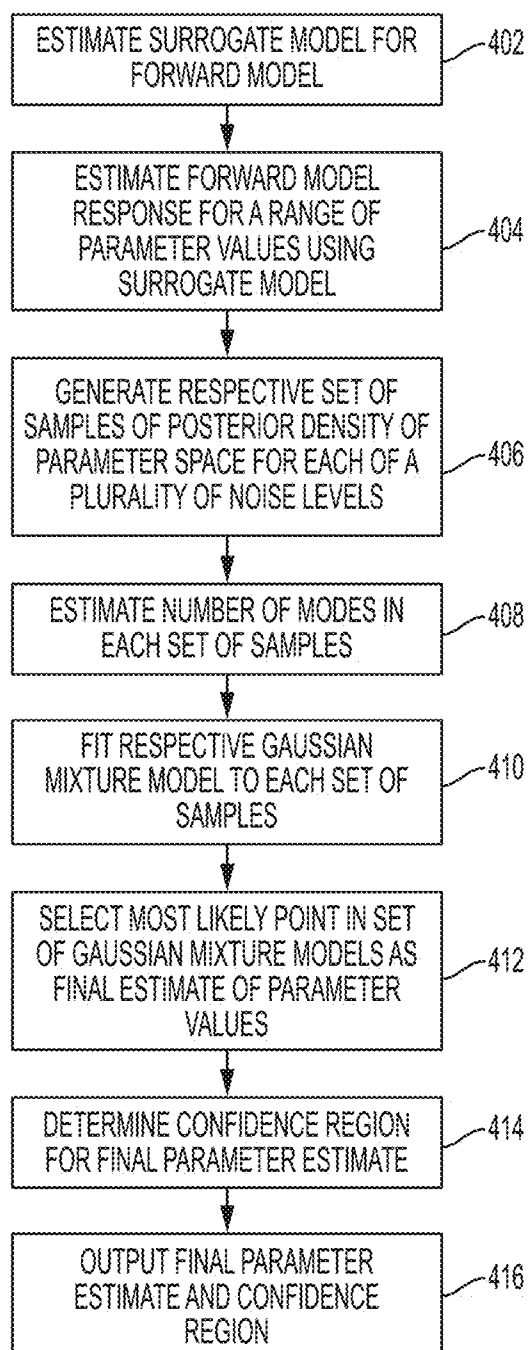 ESTIMATE SURROGATE MODEL FOR
FORWARD MODEL
402
ESTIMATE FORWARD MODEL
RESPONSE FOR A RANGE OF
PARAMETER VALUES USING
SURROGATE MODEL
404
GENERATE RESPECTIVE SET OF
SAMPLES OF POSTERIOR DENSITY OF
PARAMETER SPACE FOR EACH OF A
PLURALITY OF NOISE LEVELS
406
ESTIMATE NUMBER OF MODES IN
EACH SET OF SAMPLES
408
FIT RESPECTIVE GAUSSIAN
MIXTURE MODEL TO EACH SET OF
SAMPLES
410
SELECT MOST LIKELY POINT IN SET
OF GAUSSIAN MIXTURE MODELS AS
FINAL ESTIMATE OF PARAMETER
VALUES
412
DETERMINE CONFIDENCE REGION
FOR FINAL PARAMETER ESTIMATE
414
OUTPUT FINAL PARAMETER
ESTIMATE AND CONFIDENCE
REGION
416